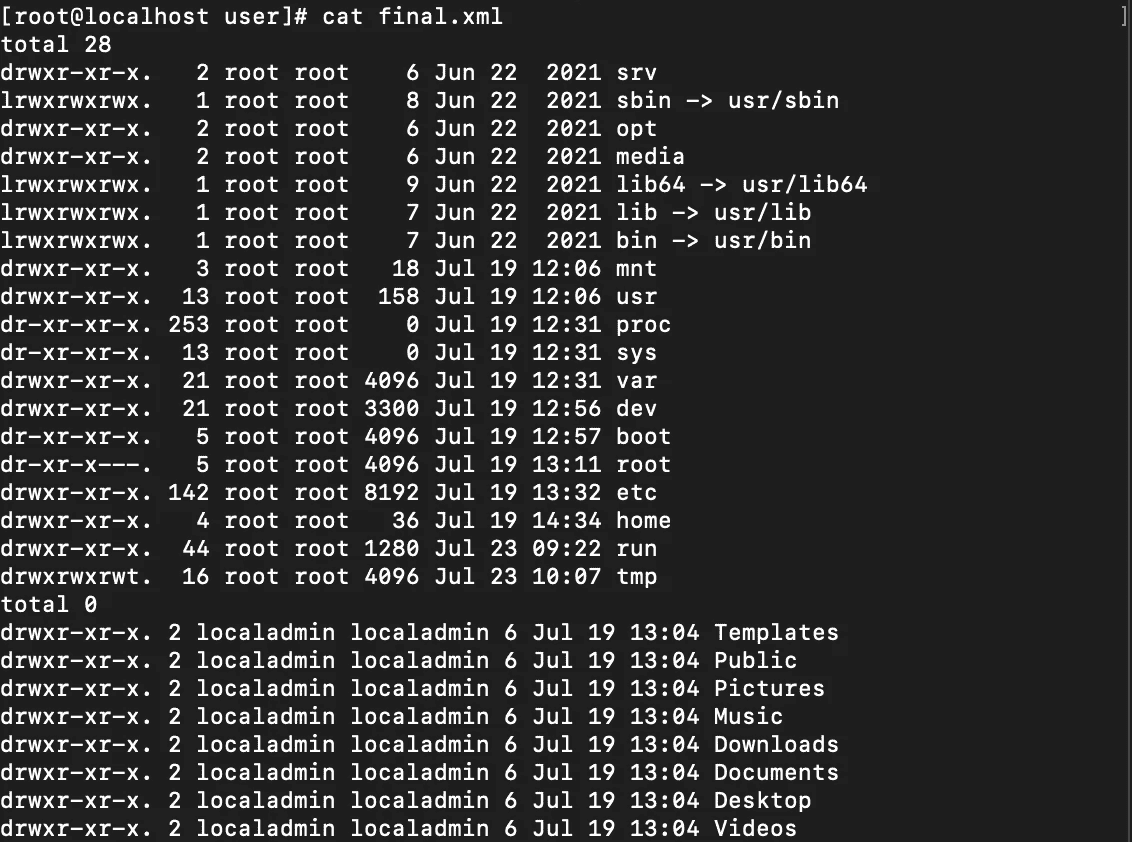 [root@localhost user]# cat final.xml ]
total 28
drwxr-xr-x.   2 root root    6 Jun 22  2021 srv
lrwxrwxrwx.   1 root root    8 Jun 22  2021 sbin -> usr/sbin
drwxr-xr-x.   2 root root    6 Jun 22  2021 opt
drwxr-xr-x.   2 root root    6 Jun 22  2021 media
lrwxrwxrwx.   1 root root    9 Jun 22  2021 lib64 -> usr/lib64
lrwxrwxrwx.   1 root root    7 Jun 22  2021 lib -> usr/lib
lrwxrwxrwx.   1 root root    7 Jun 22  2021 bin -> usr/bin
drwxr-xr-x.   3 root root   18 Jul 19 12:06 mnt
drwxr-xr-x.  13 root root  158 Jul 19 12:06 usr
dr-xr-xr-x. 253 root root    0 Jul 19 12:31 proc
dr-xr-xr-x.  13 root root    0 Jul 19 12:31 sys
drwxr-xr-x.  21 root root 4096 Jul 19 12:31 var
drwxr-xr-x.  21 root root 3300 Jul 19 12:56 dev
dr-xr-xr-x.   5 root root 4096 Jul 19 12:57 boot
dr-xr-x---.   5 root root 4096 Jul 19 13:11 root
drwxr-xr-x. 142 root root 8192 Jul 19 13:32 etc
drwxr-xr-x.   4 root root   36 Jul 19 14:34 home
drwxr-xr-x.  44 root root 1280 Jul 23 09:22 run
drwxrwxrwt.  16 root root 4096 Jul 23 10:07 tmp
total 0
drwxr-xr-x. 2 localadmin localadmin 6 Jul 19 13:04 Templates
drwxr-xr-x. 2 localadmin localadmin 6 Jul 19 13:04 Public
drwxr-xr-x. 2 localadmin localadmin 6 Jul 19 13:04 Pictures
drwxr-xr-x. 2 localadmin localadmin 6 Jul 19 13:04 Music
drwxr-xr-x. 2 localadmin localadmin 6 Jul 19 13:04 Downloads
drwxr-xr-x. 2 localadmin localadmin 6 Jul 19 13:04 Documents
drwxr-xr-x. 2 localadmin localadmin 6 Jul 19 13:04 Desktop
drwxr-xr-x. 2 localadmin localadmin 6 Jul 19 13:04 Videos